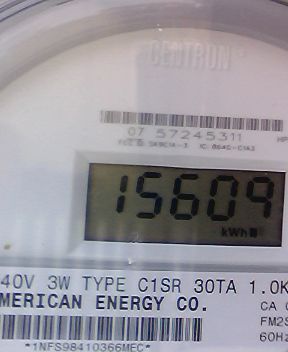 CENTRON
07 57245311
HP
15609
kWh
40V 3W TYPE C1SR 30TA 1.0K
MERICAN ENERGY CO.
CA
FM2S
60Hz
*1NFS98410366MEC*